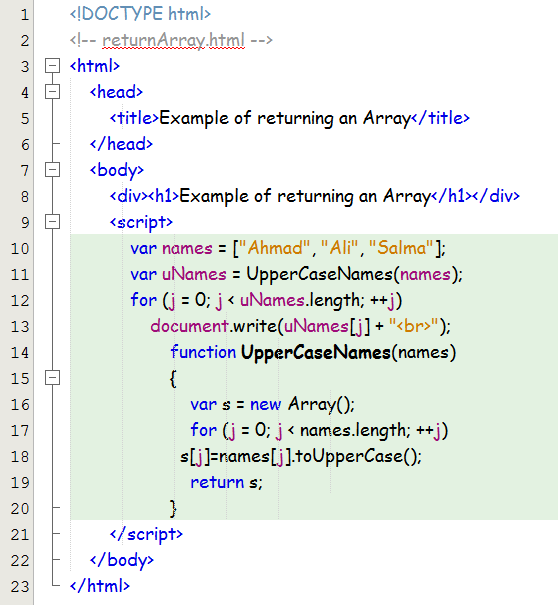 1 <!DOCTYPE html>
2 <!-- returnArray.html -->
3 <html>
4 <head>
5 <title>Example of returning an Array</title>
6 </head>
7 <body>
8 <div><h1>Example of returning an Array</h1></div>
9 <script>
10 var names = ["Ahmad", "Ali", "Salma"];
11 var uNames = UpperCaseNames(names);
12 for (j = 0; j < uNames.length; ++j)
13 document.write(uNames[j] + "<br>");
14 function UpperCaseNames(names)
15 {
16 var s = new Array();
17 for (j = 0; j < names.length; ++j)
18 s[j]=names[j].toUpperCase();
19 return s;
20 }
21 </script>
22 </body>
23 </html>